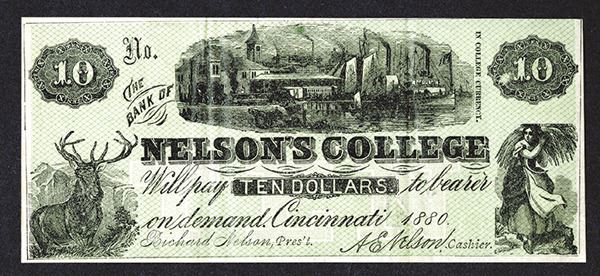 10 No. 10
IN COLLEGE CURRENCY.
THE
BANK OF
NELSON'S COLLEGE
Will pay TEN DOLLARS to bearer
on demand. Cincinnati 1880.
Richard Nelson, Pres't. A.E. Nelson, Cashier.